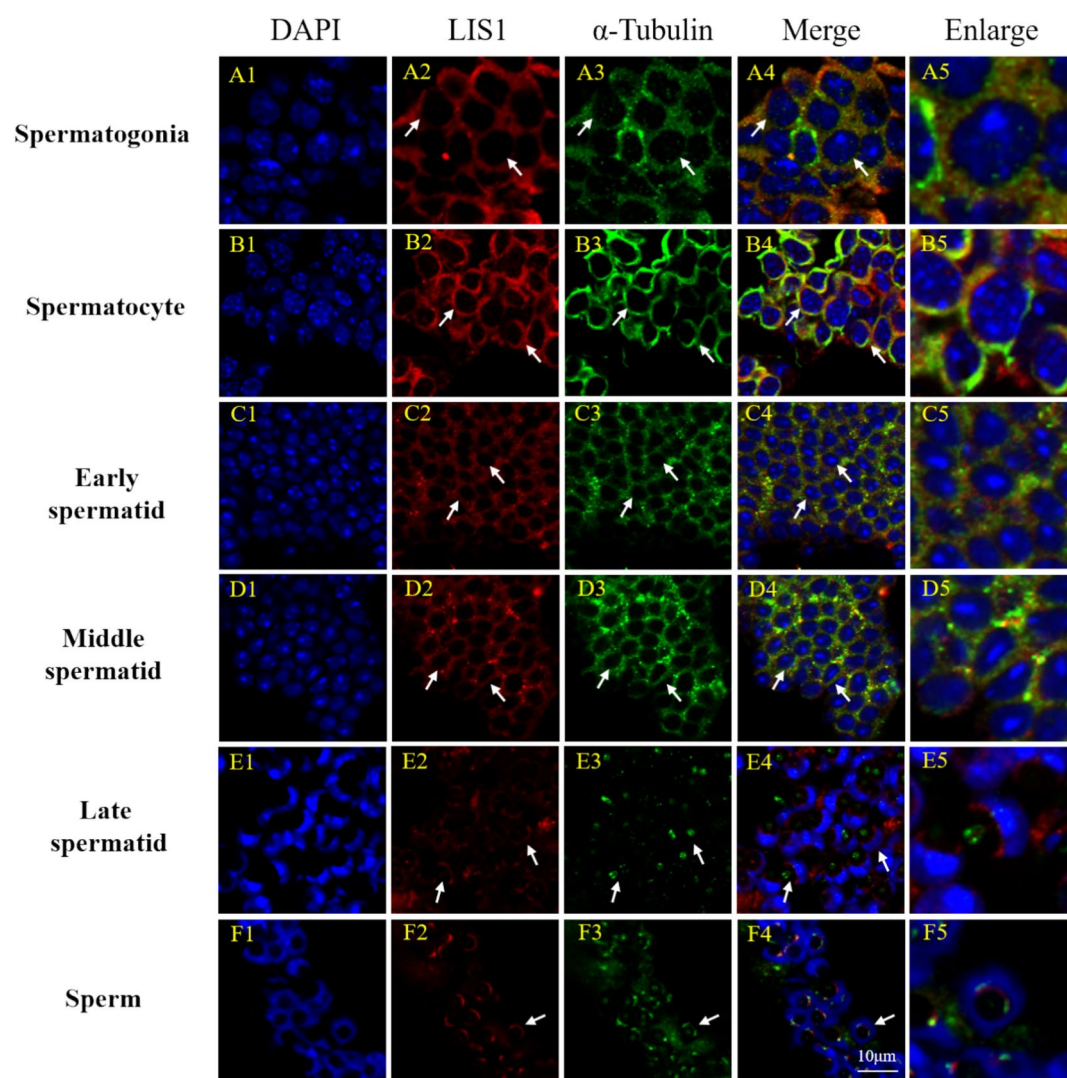 DAPI LIS1 α-Tubulin Merge Enlarge
A1 A2 A3 A4 A5
Spermatogonia
B1 B2 B3 B4 B5
Spermatocyte
C1 C2 C3 C4 C5
Early
spermatid
D1 D2 D3 D4 D5
Middle
spermatid
E1 E2 E3 E4 E5
Late
spermatid
F1 F2 F3 F4 F5
Sperm
10μm